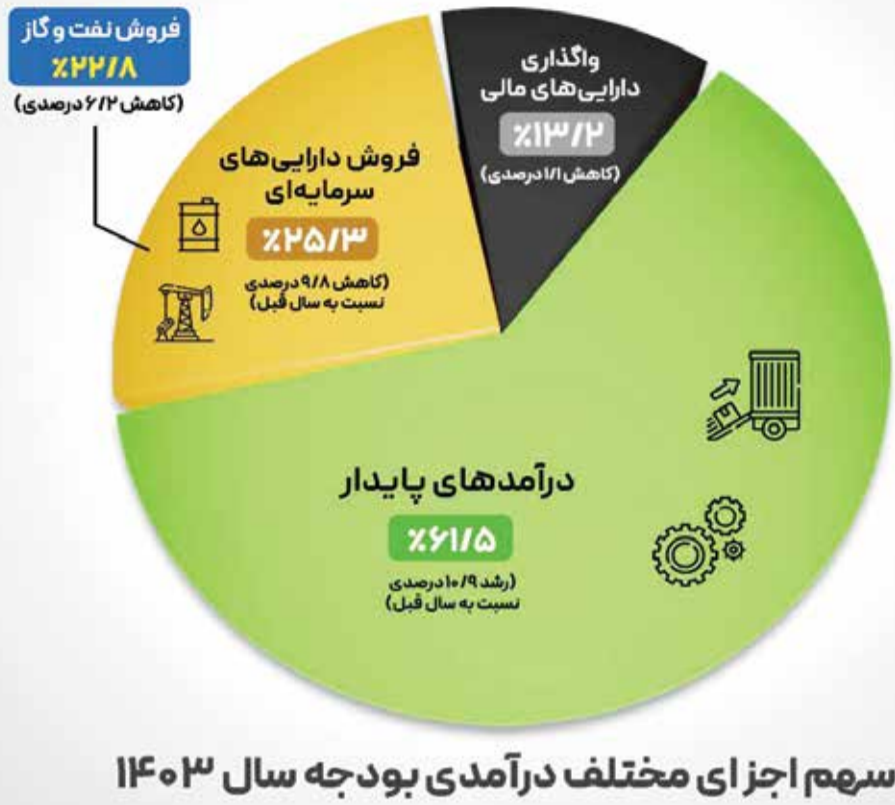 فروش نفت و گاز
٪۲۲/۸
(کاهش ۶/۲ درصدی)
واگذاری
دارایی‌های مالی
٪۱۳/۲
(کاهش ۱/۱ درصدی)
فروش دارایی‌های
سرمایه‌ای
٪۲۵/۳
(کاهش ۹/۸ درصدی
نسبت به سال قبل)
درآمدهای پایدار
٪۶۱/۵
(رشد ۱۰/۹ درصدی
نسبت به سال قبل)
سهم اجزای مختلف درآمدی بودجه سال ۱۴۰۳